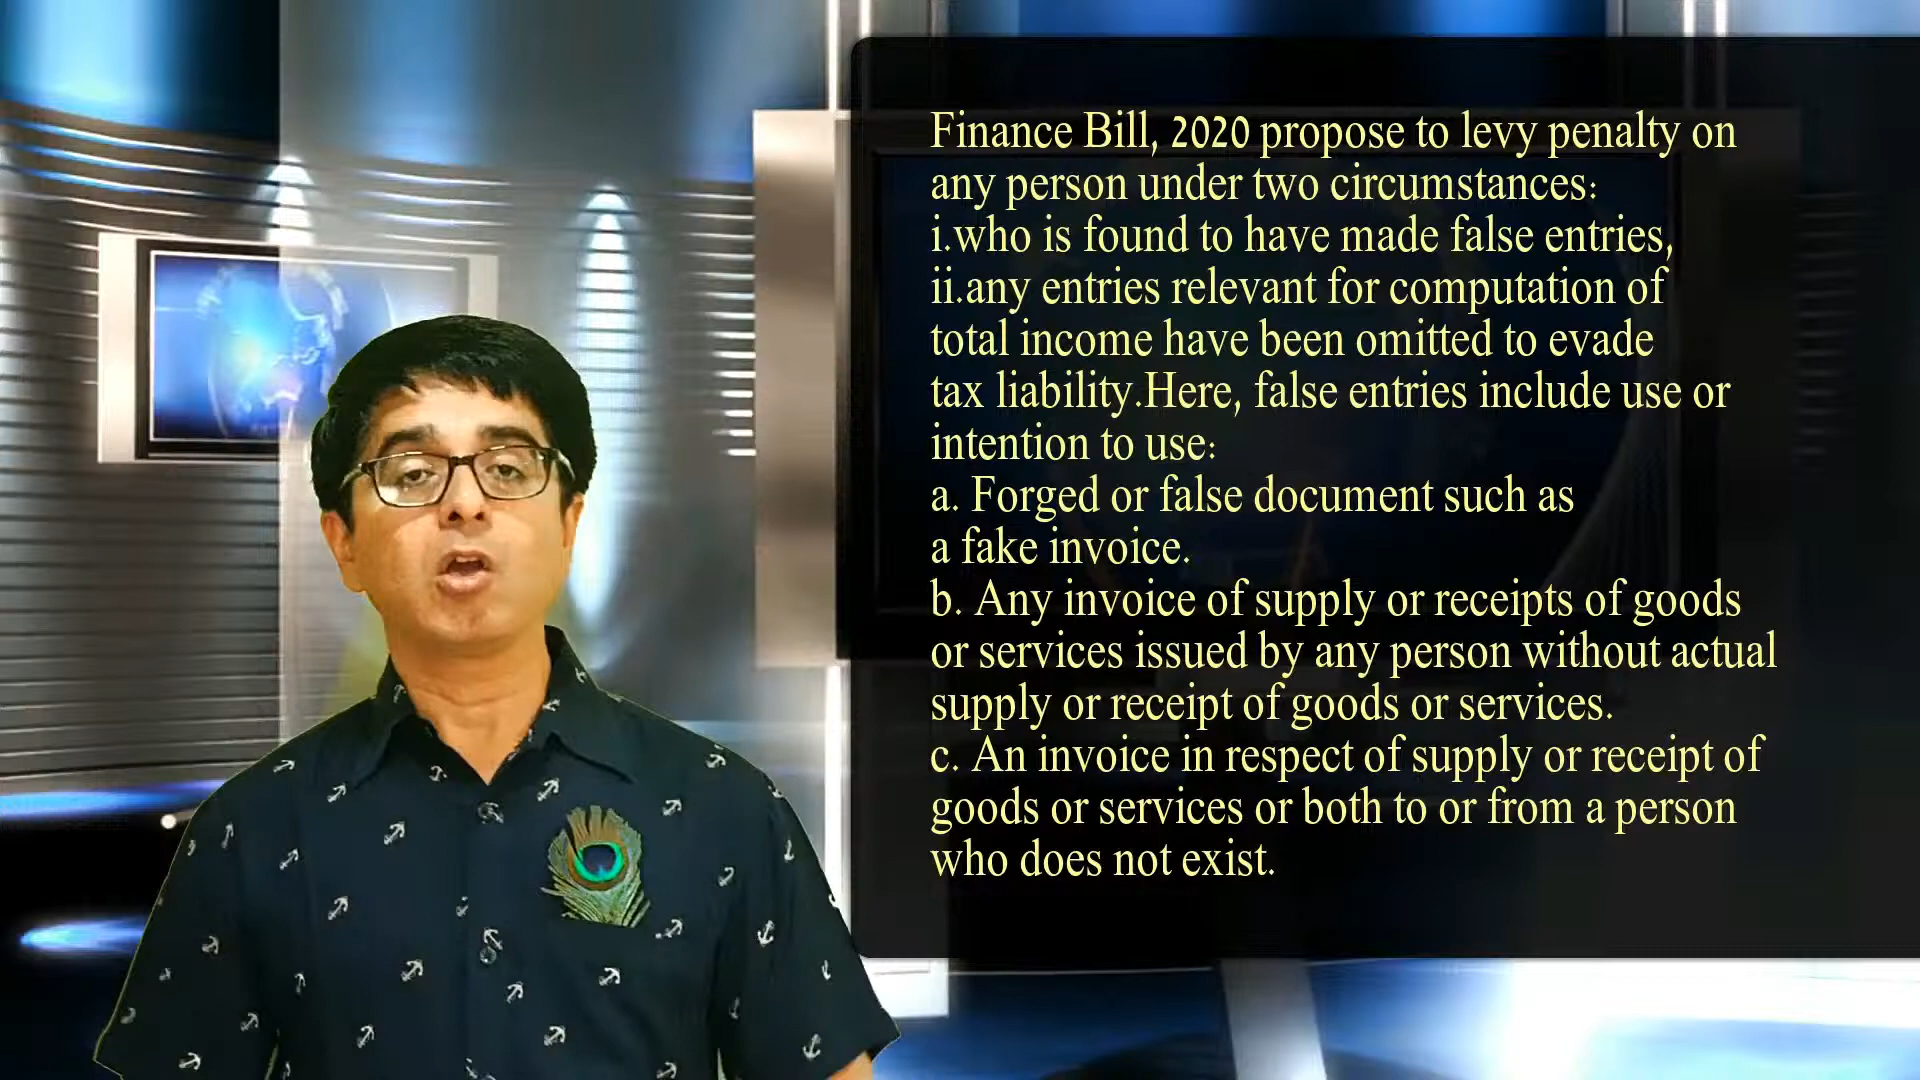 Finance Bill, 2020 propose to levy penalty on
any person under two circumstances:
i.who is found to have made false entries,
ii.any entries relevant for computation of
total income have been omitted to evade
tax liability.Here, false entries include use or
intention to use:
a. Forged or false document such as
a fake invoice.
b. Any invoice of supply or receipts of goods
or services issued by any person without actual
supply or receipt of goods or services.
c. An invoice in respect of supply or receipt of
goods or services or both to or from a person
who does not exist.